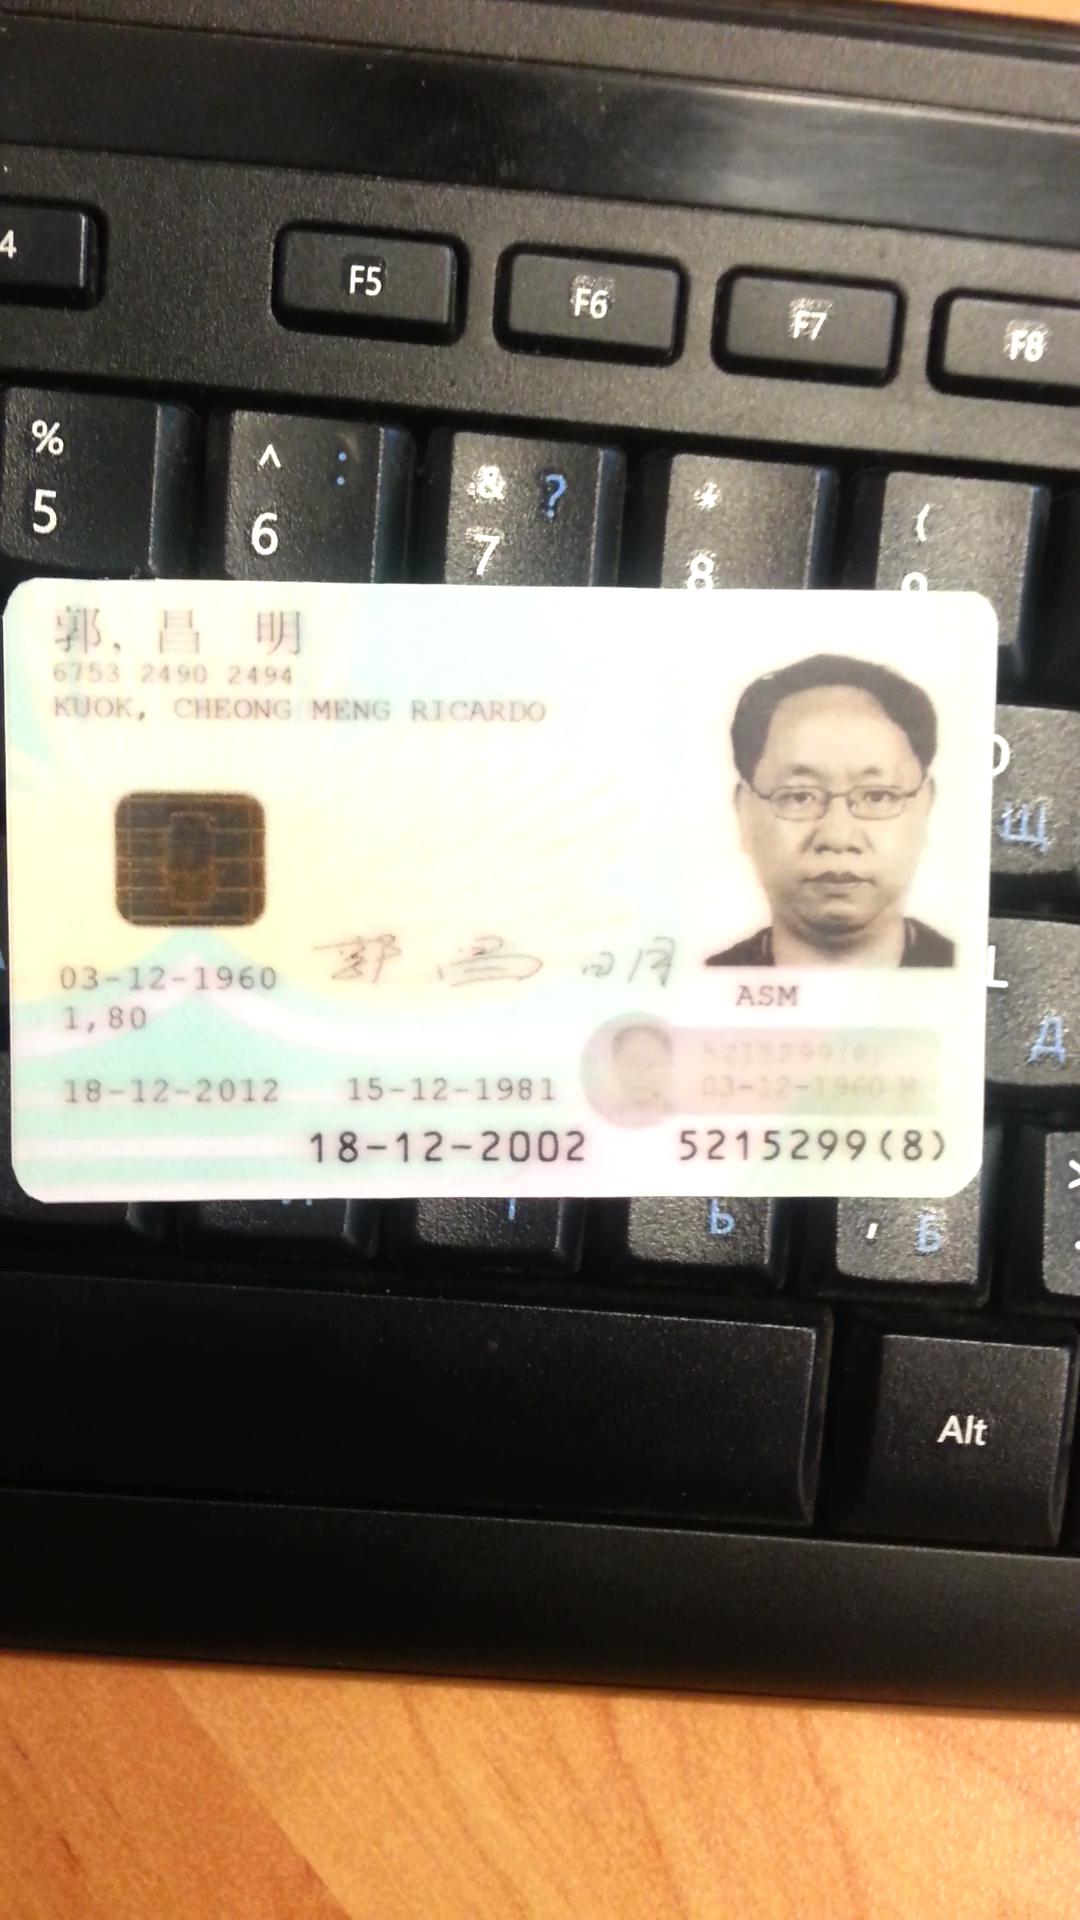 4
F5
F6
F7
F8
%
5
^ :
6
& ?
7
*
8
(
9
郭, 昌 明
6753 2490 2494
KUOK, CHEONG MENG RICARDO
Щ
03-12-1960
郭 昌 明
1,80
ASM
L
Д
5215299(8)
03-12-1960 M
18-12-2012 15-12-1981
18-12-2002 5215299(8)
Ь
, Б
Alt